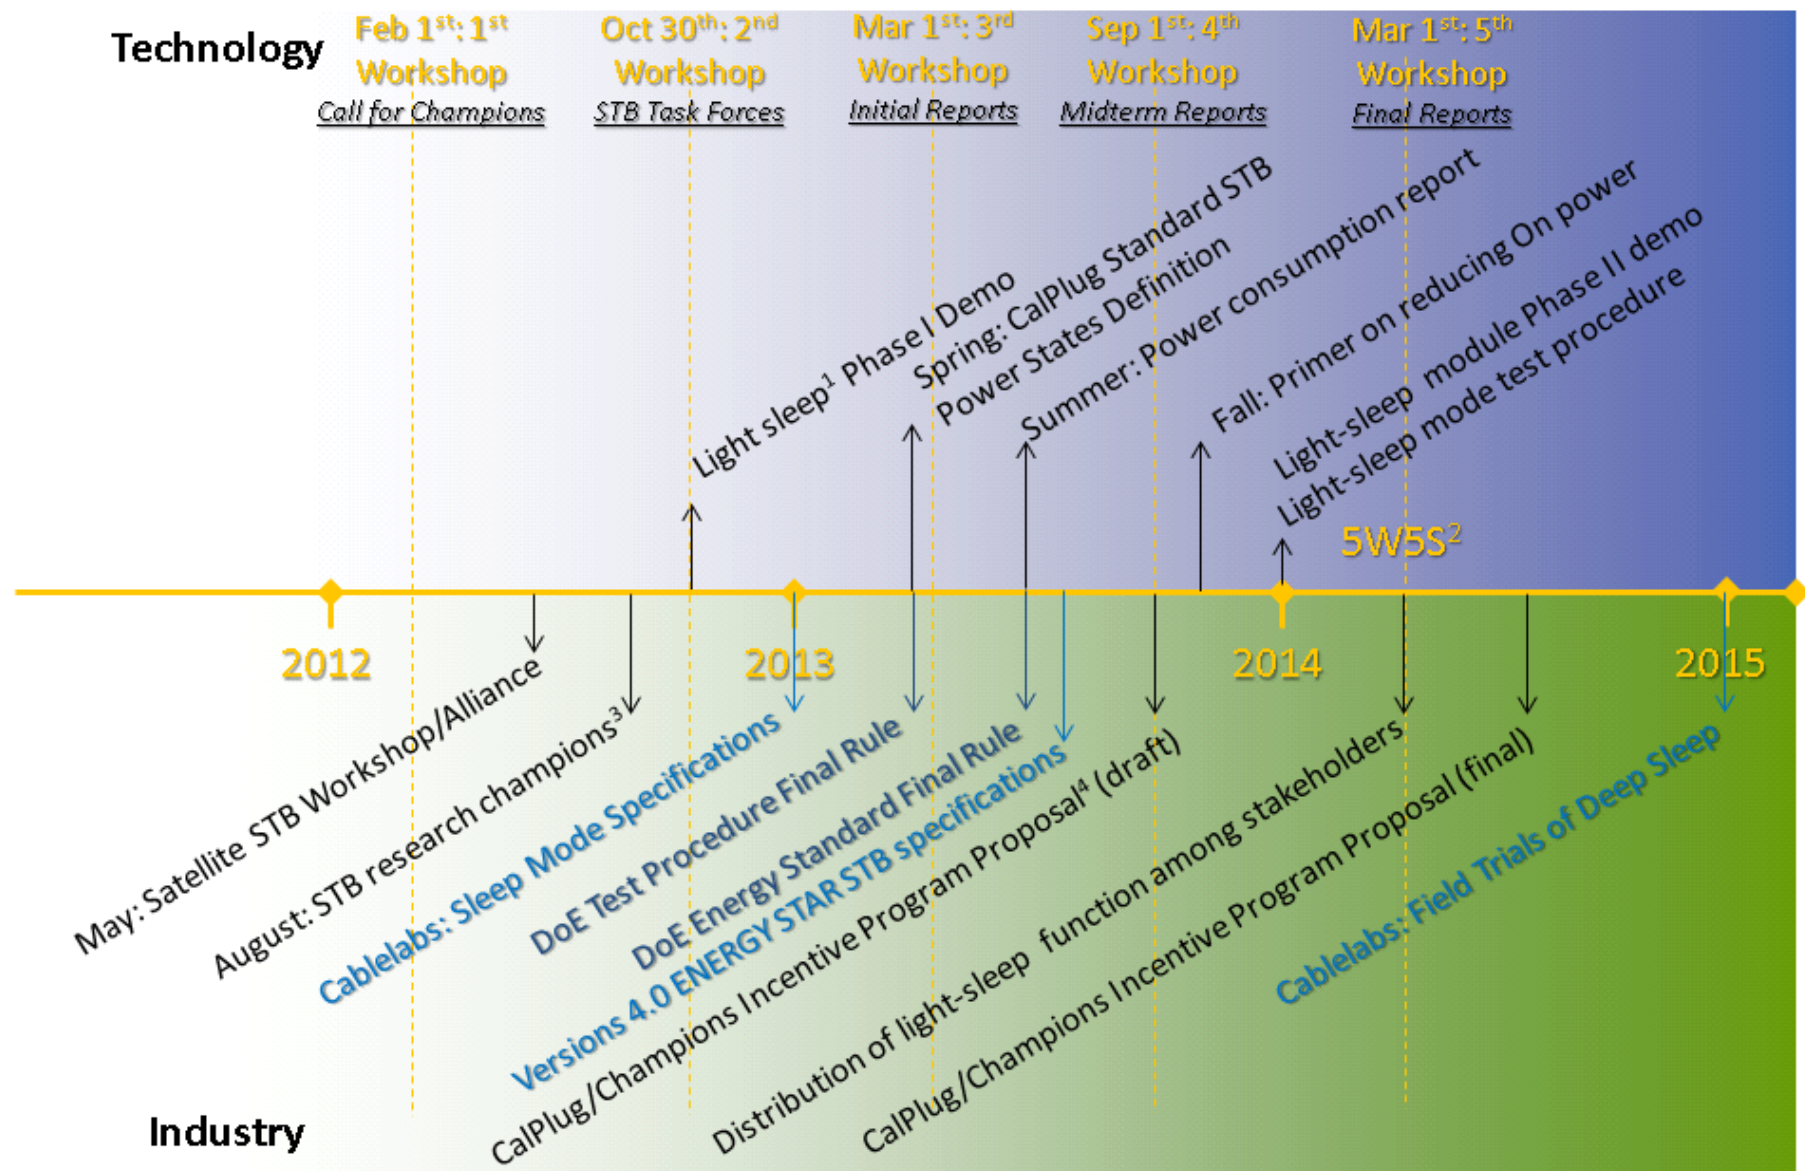 Technology
Feb 1st: 1st
Workshop
Call for Champions
Oct 30th: 2nd
Workshop
STB Task Forces
Mar 1st: 3rd
Workshop
Initial Reports
Sep 1st: 4th
Workshop
Midterm Reports
Mar 1st: 5th
Workshop
Final Reports
Light sleep1 Phase I Demo
Spring: CalPlug Standard STB
Power States Definition
Summer: Power consumption report
Fall: Primer on reducing On power
Light-sleep module Phase II demo
Light-sleep mode test procedure
5W5S2
2012
2013
2014
2015
May: Satellite STB Workshop/Alliance
August: STB research champions3
Cablelabs: Sleep Mode Specifications
DoE Test Procedure Final Rule
DoE Energy Standard Final Rule
Versions 4.0 ENERGY STAR STB specifications
CalPlug/Champions Incentive Program Proposal4 (draft)
Distribution of light-sleep function among stakeholders
CalPlug/Champions Incentive Program Proposal (final)
Cablelabs: Field Trials of Deep Sleep
Industry